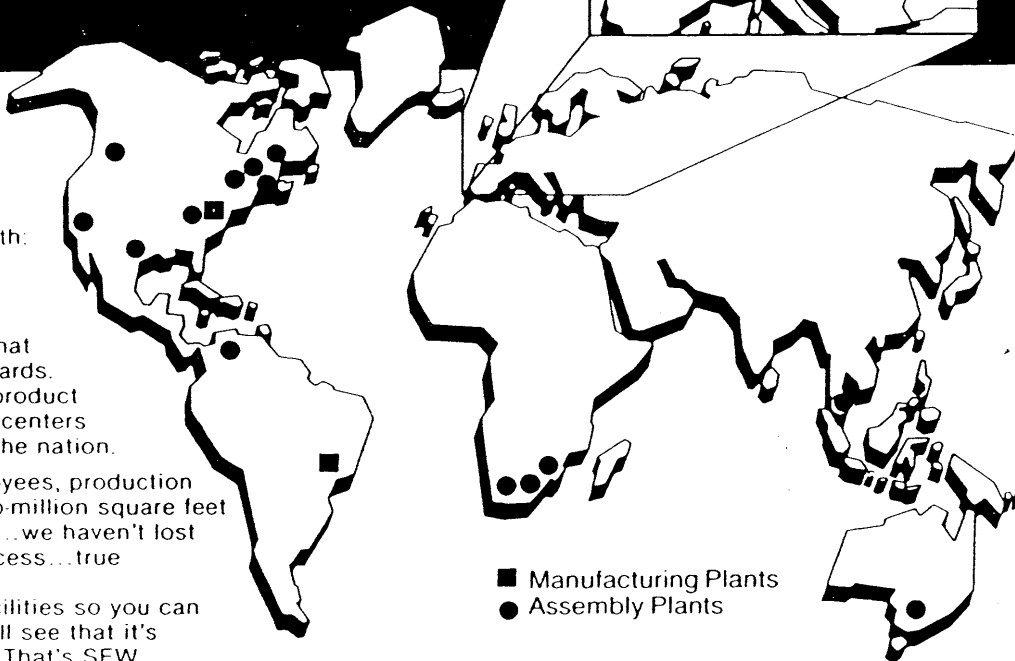 th:
hat
ards.
product
centers
he nation.
yees, production
o-million square feet
...we haven't lost
cess...true
cilities so you can
ll see that it's
That's SEW
Manufacturing Plants
Assembly Plants